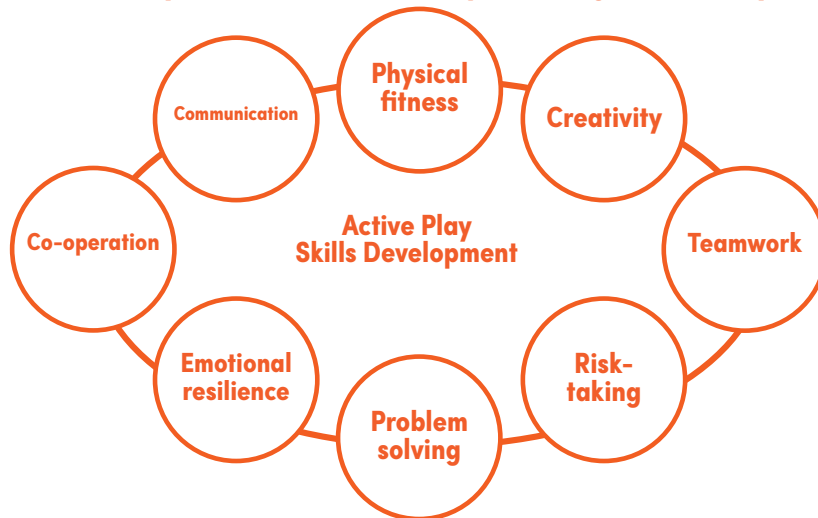 Physical
fitness
Communication
Creativity
Co-operation
Active Play
Skills Development
Teamwork
Emotional
resilience
Risk-
taking
Problem
solving